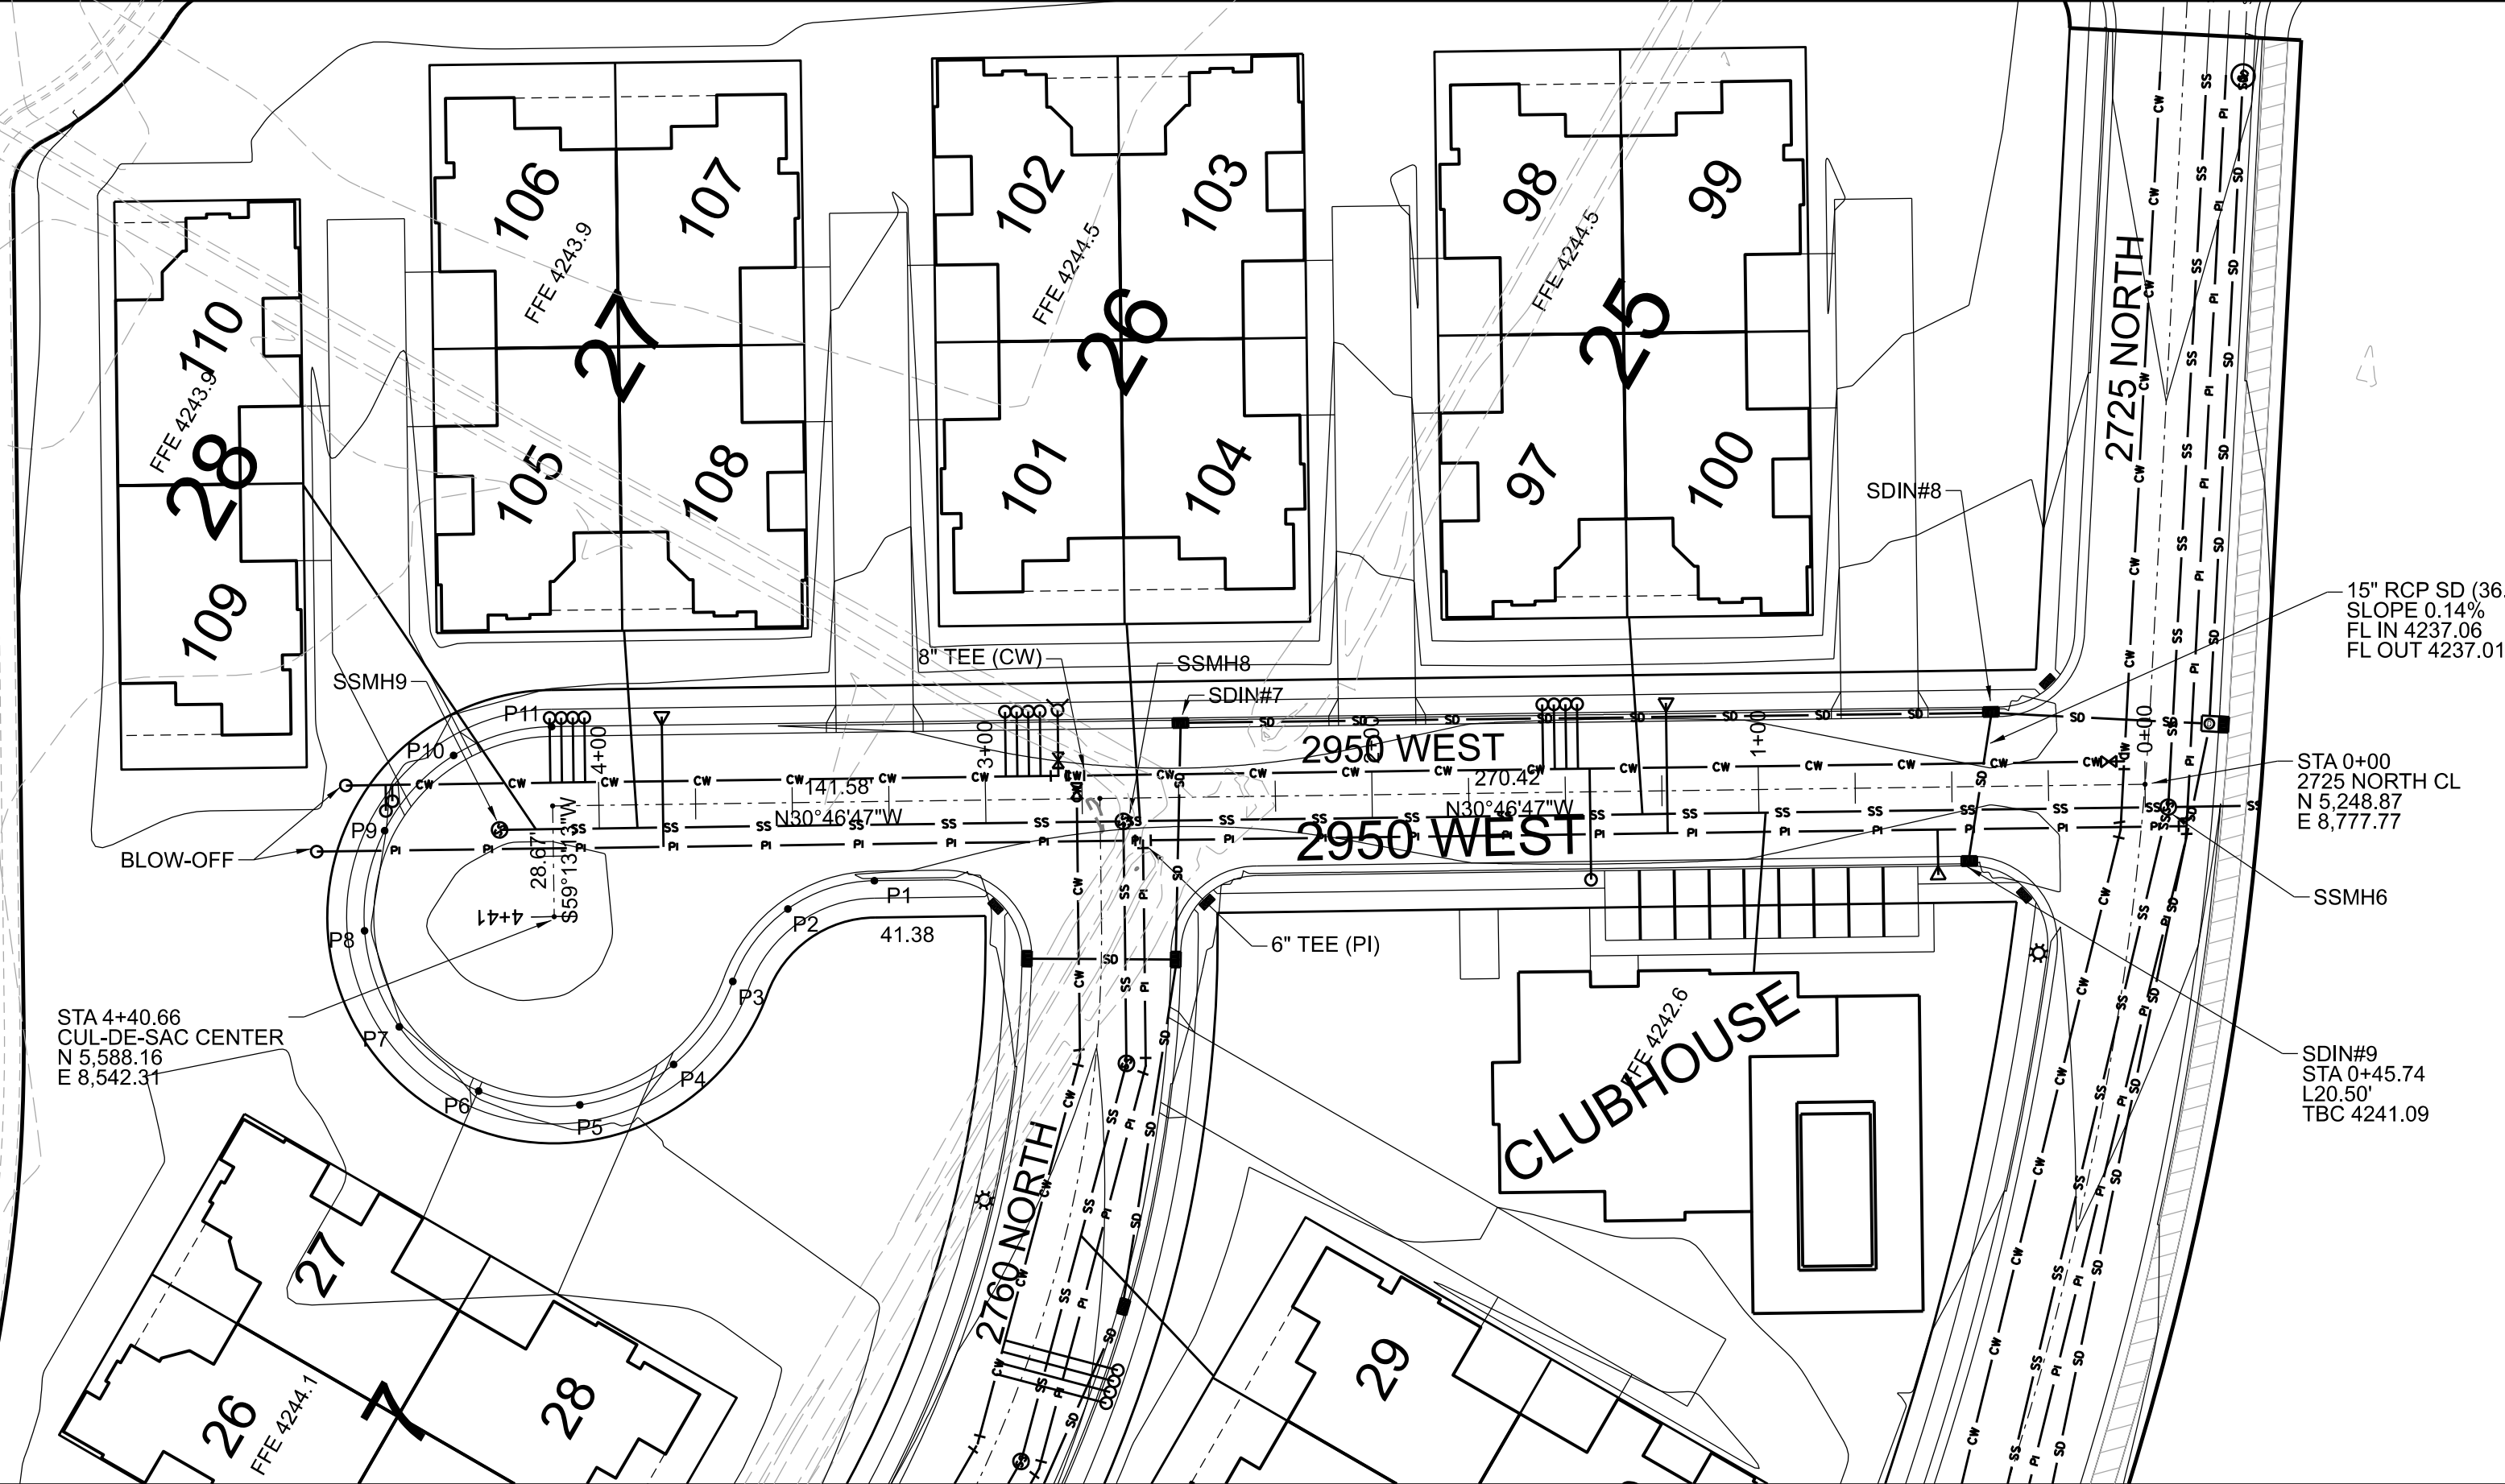 106
107
FFE 4243.9
27
105
108
102
103
FFE 4244.5
26
101
104
98
99
FFE 4244.5
25
97
100
110
FFE 4243.9
28
109
2725 NORTH
SDIN#8
15" RCP SD (36.
SLOPE 0.14%
FL IN 4237.06
FL OUT 4237.01
8" TEE (CW)
SSMH8
SDIN#7
SSMH9
P11
P10
P9
P8
P7
P6
P5
P4
P3
P2
P1
4+00
3+00
2+00
1+00
0+00
2950 WEST
141.58'
N30°46'47"W
270.42'
N30°46'47"W
2950 WEST
BLOW-OFF
28.67'
S59°13'13"W
4+41
41.38
6" TEE (PI)
STA 0+00
2725 NORTH CL
N 5,248.87
E 8,777.77
SSMH6
STA 4+40.66
CUL-DE-SAC CENTER
N 5,588.16
E 8,542.31
FFE 4242.6
CLUBHOUSE
SDIN#9
STA 0+45.74
L20.50'
TBC 4241.09
2760 NORTH
27
26
FFE 4244.1
7
28
29
CW
SS
PI
SD